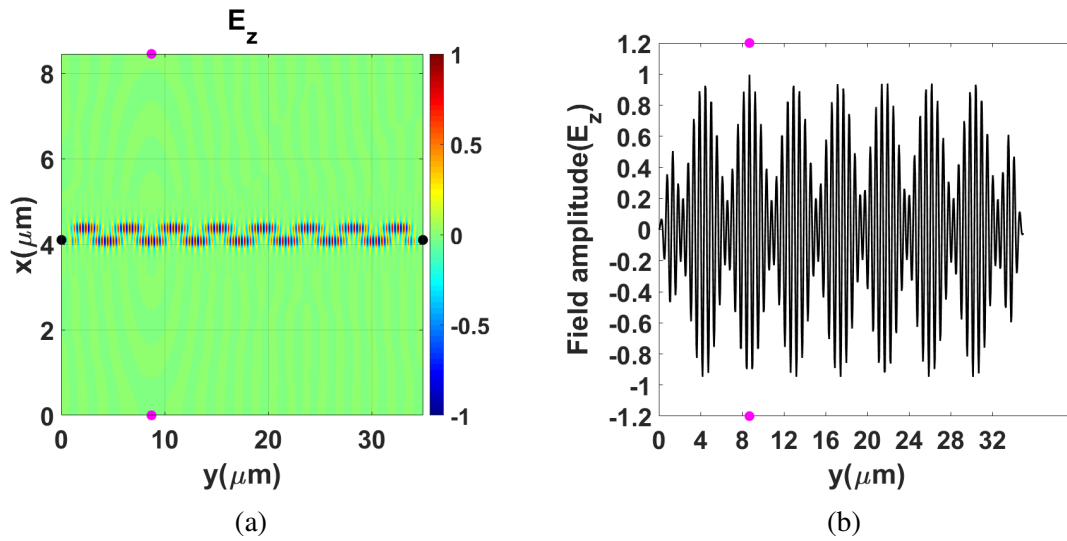 E_z
8
6
4
2
0
x(μm)
0 10 20 30
y(μm)
1
0.5
0
-0.5
-1
(a)
1.2
1
0.8
0.6
0.4
0.2
0
-0.2
-0.4
-0.6
-0.8
-1
-1.2
Field amplitude(E_z)
0 4 8 12 16 20 24 28 32
y(μm)
(b)